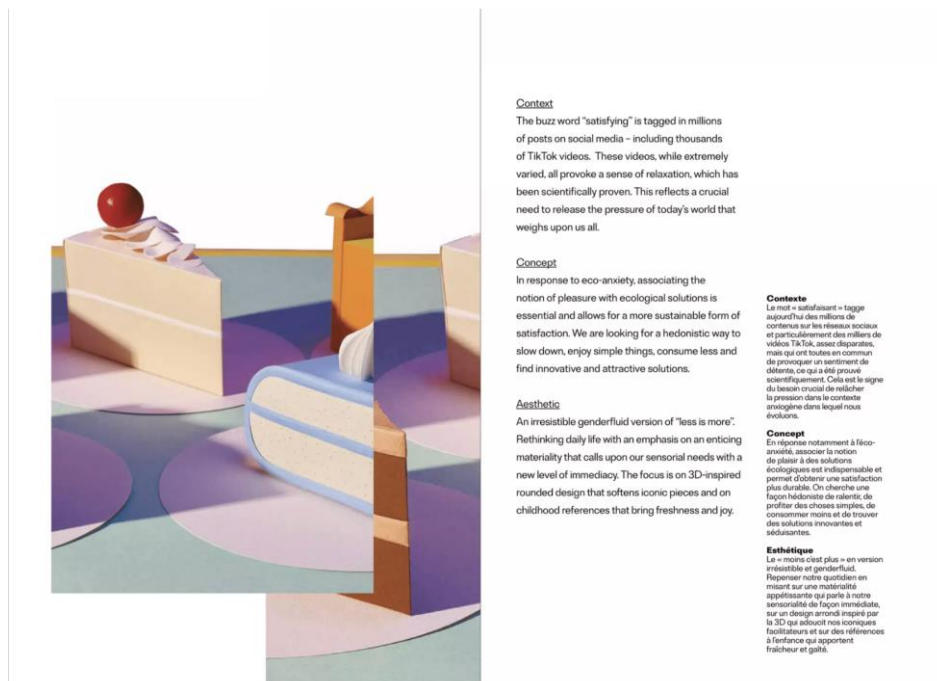 Context
The buzz word “satisfying” is tagged in millions
of posts on social media – including thousands
of TikTok videos.  These videos, while extremely
varied, all provoke a sense of relaxation, which has
been scientifically proven. This reflects a crucial
need to release the pressure of today’s world that
weighs upon us all.
Concept
In response to eco-anxiety, associating the
notion of pleasure with ecological solutions is
essential and allows for a more sustainable form of
satisfaction. We are looking for a hedonistic way to
slow down, enjoy simple things, consume less and
find innovative and attractive solutions.
Aesthetic
An irresistible genderfluid version of “less is more”.
Rethinking daily life with an emphasis on an enticing
materiality that calls upon our sensorial needs with a
new level of immediacy. The focus is on 3D-inspired
rounded design that softens iconic pieces and on
childhood references that bring freshness and joy.
Contexte
Le mot « satisfaisant » tagge
aujourd’hui des millions de
contenus sur les réseaux sociaux
et particulièrement des milliers de
vidéos TikTok, assez disparates,
mais qui ont toutes en commun
de provoquer un sentiment de
détente, ce qui a été prouvé
scientifiquement. Cela est le signe
du besoin crucial de relâcher
la pression dans le contexte
anxiogène dans lequel nous
évoluons.
Concept
En réponse notamment à l’éco-
anxiété, associer la notion
de plaisir à des solutions
écologiques est indispensable et
permet d’obtenir une satisfaction
plus durable. On cherche une
façon hédoniste de ralentir, de
profiter des choses simples, de
consommer moins et de trouver
des solutions innovantes et
séduisantes.
Esthétique
Le « moins c’est plus » en version
irrésistible et genderfluid.
Repenser notre quotidien en
misant sur une matérialité
appétissante qui parle à notre
sensorialité de façon immédiate,
sur un design arrondi inspiré par
la 3D qui adoucit nos iconiques
facilitateurs et sur des références
à l’enfance qui apportent
fraîcheur et gaîté.